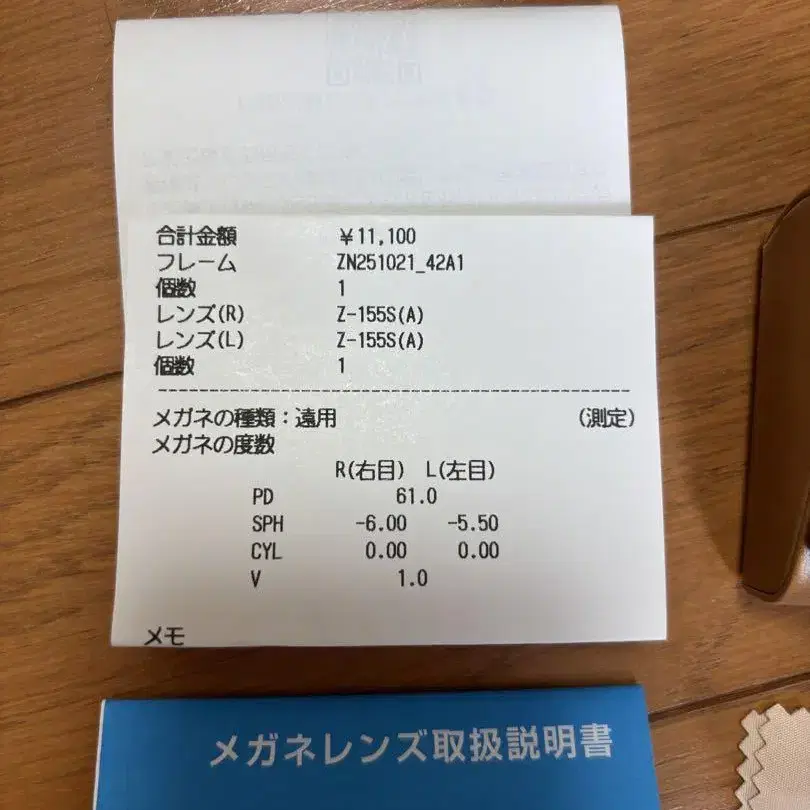 合計金額 ￥11,100
フレーム ZN251021_42A1
個数 1
レンズ(R) Z-155S(A)
レンズ(L) Z-155S(A)
個数 1
メガネの種類：遠用 (測定)
メガネの度数
R(右目) L(左目)
PD 61.0
SPH -6.00 -5.50
CYL 0.00 0.00
V 1.0
メモ
メガネレンズ取扱説明書